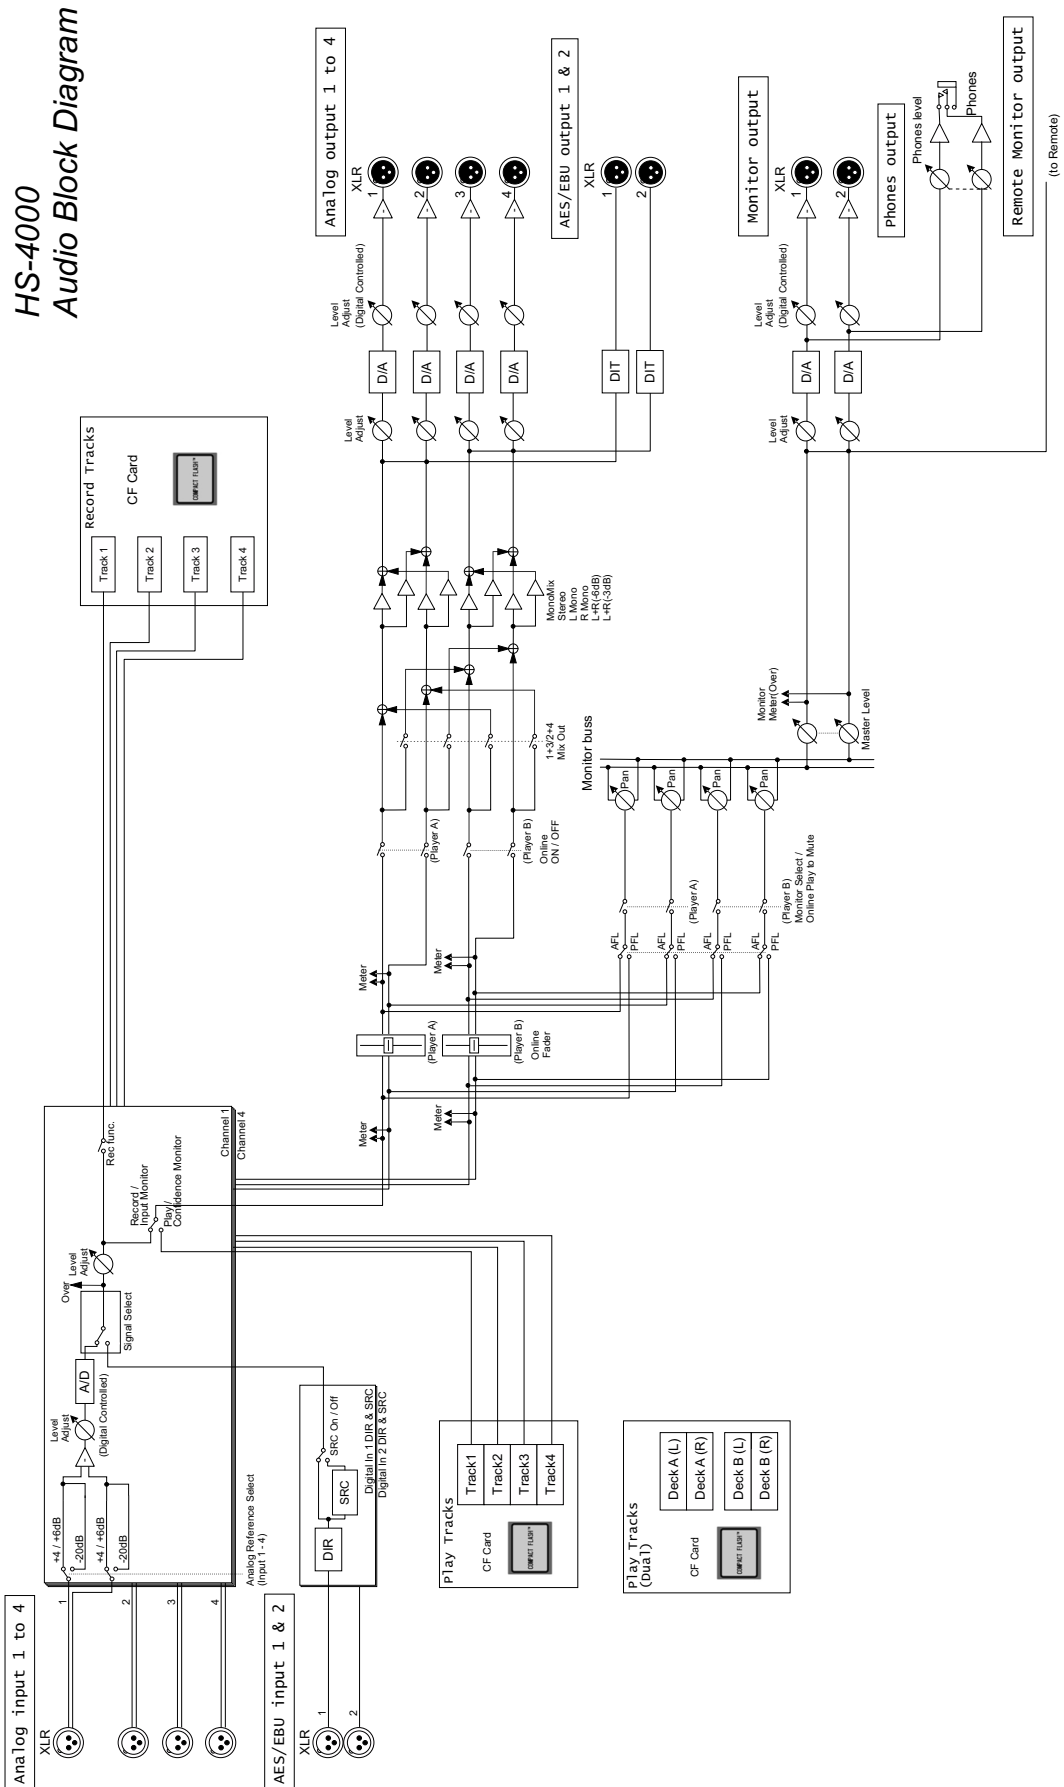 HS-4000
Audio Block Diagram
Analog input 1 to 4
XLR
1
2
3
4
+4 / +6dB
-20dB
+4 / +6dB
-20dB
Analog Reference Select
(Input 1 - 4)
Level
Adjust
(Digital Controlled)
A/D
Signal Select
Over
Level
Adjust
Record /
Input Monitor
Play /
Confidence Monitor
Rec func.
Channel 1
Channel 4
Record Tracks
Track 1
Track 2
Track 3
Track 4
CF Card
COMPACT FLASH™
AES/EBU input 1 & 2
XLR
1
2
DIR
SRC
SRC On / Off
Digital In 1 DIR & SRC
Digital In 2 DIR & SRC
Play Tracks
CF Card
COMPACT FLASH™
Track1
Track2
Track3
Track4
Play Tracks
(Dual)
CF Card
COMPACT FLASH™
Deck A (L)
Deck A (R)
Deck B (L)
Deck B (R)
Meter
Meter
(Player A)
(Player B)
Online
Fader
Meter
Meter
(Player A)
(Player B)
Online
ON / OFF
1+3/2+4
Mix Out
MonoMix
Stereo
L Mono
R Mono
L+R(-6dB)
L+R(-3dB)
Level
Adjust
D/A
D/A
D/A
D/A
Level
Adjust
(Digital Controlled)
Analog output 1 to 4
XLR
1
2
3
4
DIT
DIT
AES/EBU output 1 & 2
XLR
1
2
AFL
PFL
AFL
PFL
AFL
PFL
AFL
PFL
(Player A)
(Player B)
Monitor Select /
Online Play to Mute
Pan
Pan
Pan
Pan
Monitor buss
Monitor
Meter(Over)
Master Level
Level
Adjust
D/A
D/A
Level
Adjust
(Digital Controlled)
Monitor output
XLR
1
2
Phones output
Phones level
Phones
Remote Monitor output
(to Remote)